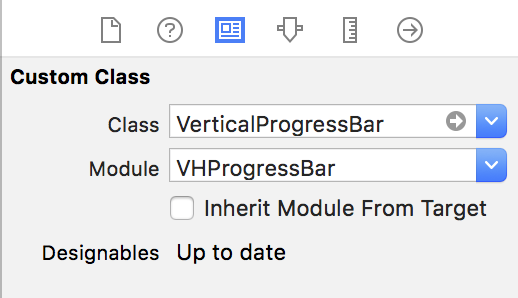 Custom Class
Class VerticalProgressBar
Module VHProgressBar
Inherit Module From Target
Designables Up to date